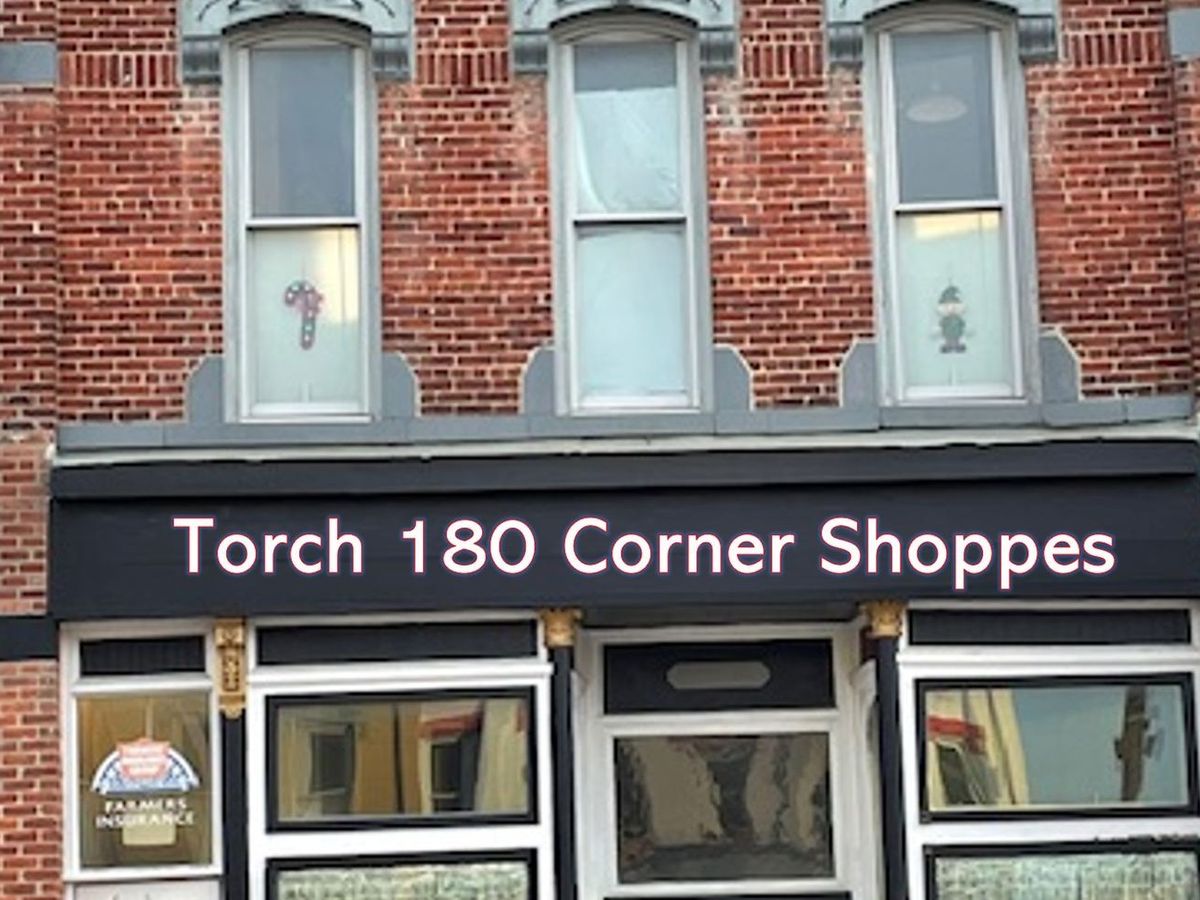 Torch 180 Corner Shoppes
FARMERS
INSURANCE